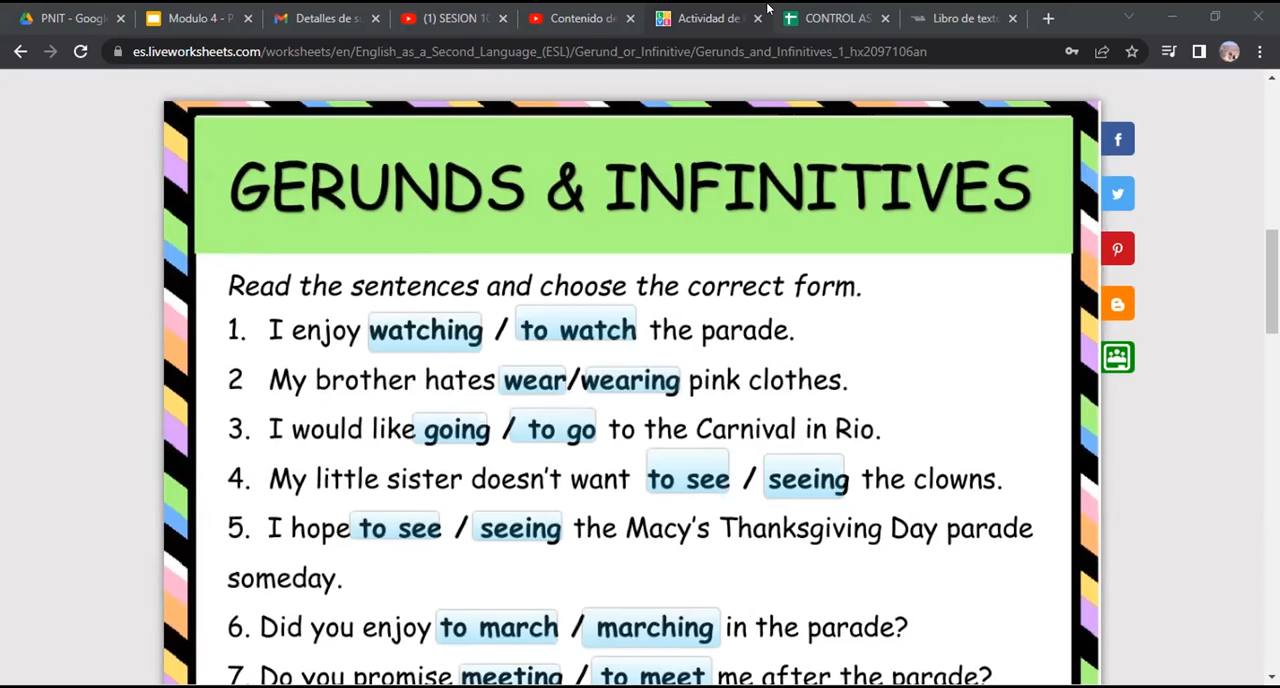 PNIT - Googl
Modulo 4 - P
Detalles de s
(1) SESION 10
Contenido de
Actividad de
CONTROL AS
Libro de texto
es.liveworksheets.com/worksheets/en/English_as_a_Second_Language_(ESL)/Gerund_or_Infinitive/Gerunds_and_Infinitives_1_hx2097106an
GERUNDS & INFINITIVES
Read the sentences and choose the correct form.
1. I enjoy watching / to watch the parade.
2 My brother hates wear/wearing pink clothes.
3. I would like going / to go to the Carnival in Rio.
4. My little sister doesn't want to see / seeing the clowns.
5. I hope to see / seeing the Macy's Thanksgiving Day parade
someday.
6. Did you enjoy to march / marching in the parade?
7. Do you promise meeting / to meet me after the parade?